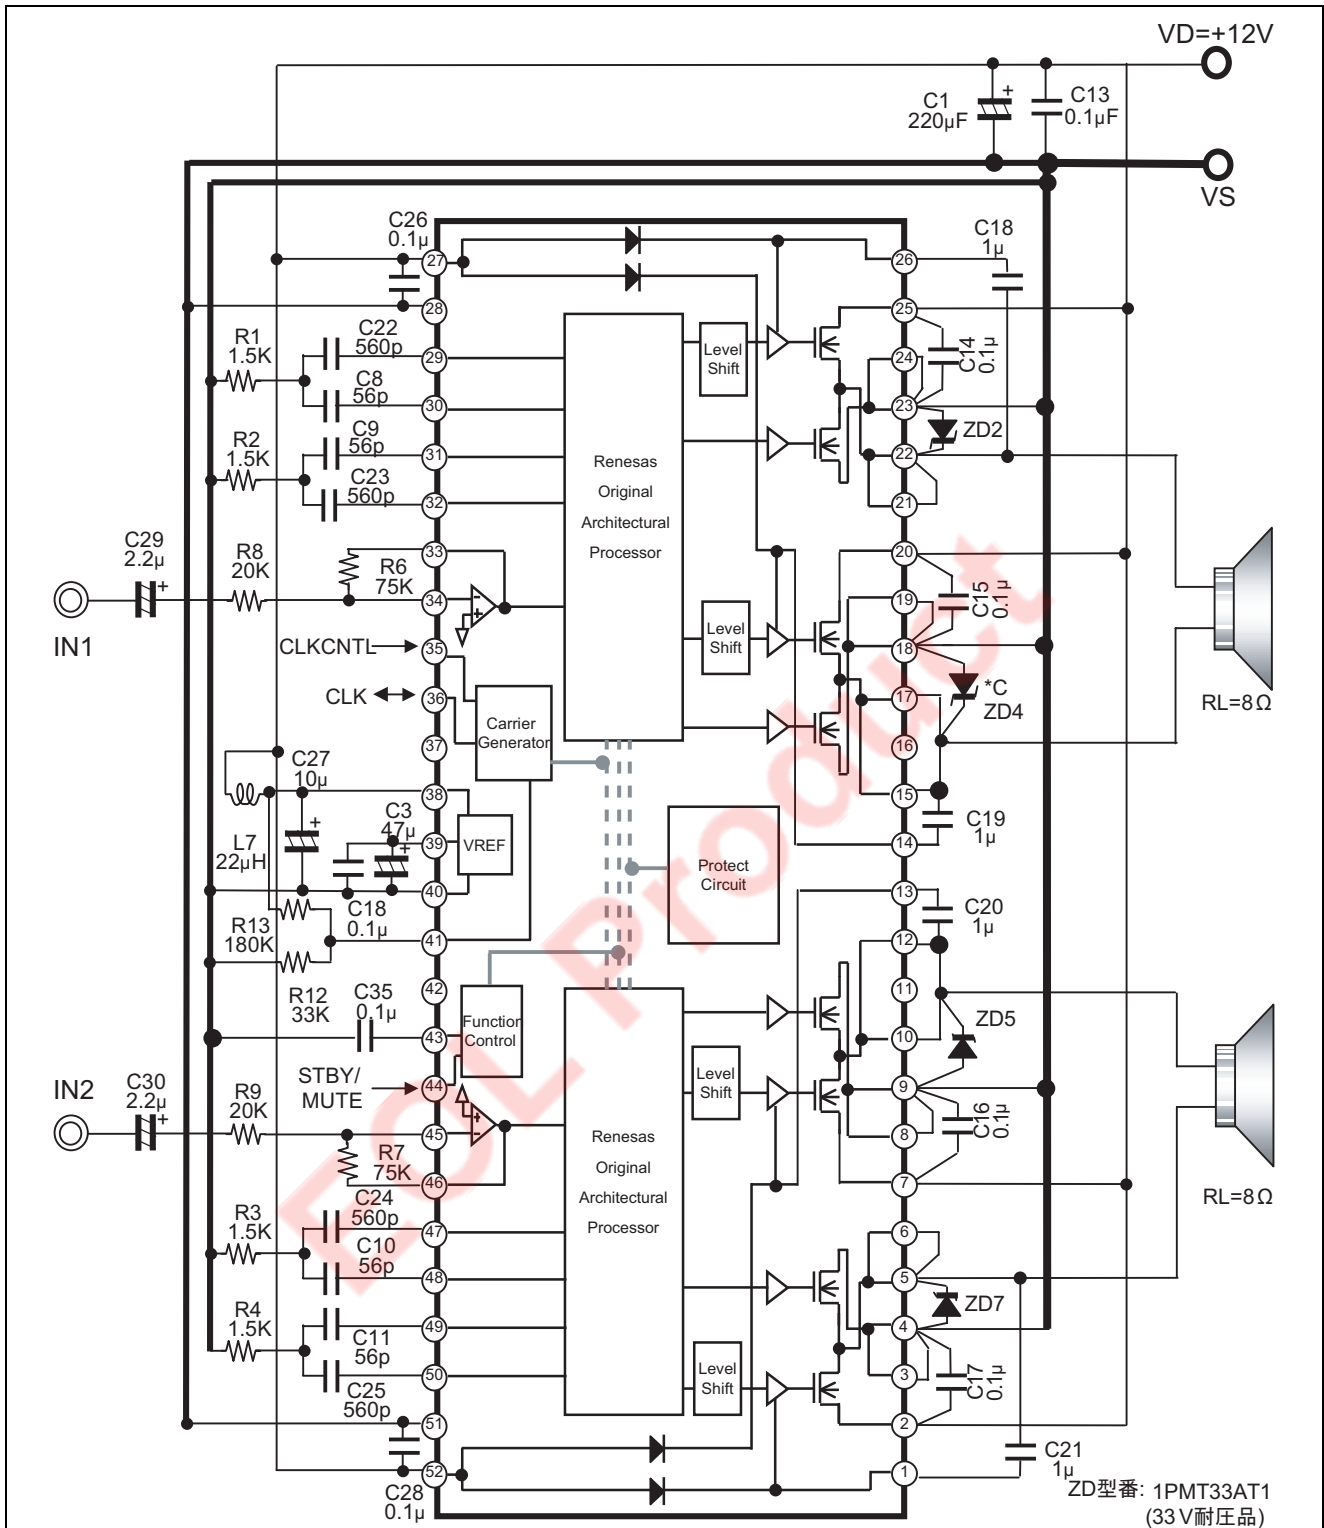 VD=+12V
C1
220µF
C13
0.1µF
VS
C26
0.1µ
C18
1µ
27
26
28
25
R1
1.5K
C22
560p
29
Level
Shift
24
C14
0.1µ
C8
56p
30
23
ZD2
R2
1.5K
C9
56p
31
22
C23
560p
32
21
Renesas
Original
Architectural
Processor
C29
2.2µ
R8
20K
R6
75K
33
20
34
19
C15
0.1µ
IN1
CLKCNTL
35
Level
Shift
18
CLK
36
Carrier
Generator
17
*C
ZD4
RL=8Ω
37
16
C27
10µ
38
15
L7
22µH
C3
47µ
39
VREF
14
C19
1µ
Protect
Circuit
40
13
C20
1µ
R13
180K
C18
0.1µ
41
12
R12
33K
C35
0.1µ
42
11
Function
Control
43
10
ZD5
STBY/
MUTE
44
Level
Shift
9
IN2
C30
2.2µ
R9
20K
45
8
C16
0.1µ
R7
75K
46
7
Renesas
Original
Architectural
Processor
RL=8Ω
R3
1.5K
C24
560p
47
6
C10
56p
48
5
ZD7
R4
1.5K
49
4
C11
56p
50
Level
Shift
3
C17
0.1µ
C25
560p
51
2
C28
0.1µ
52
1
C21
1µ
ZD型番: 1PMT33AT1
(33V耐圧品)
EOL Product